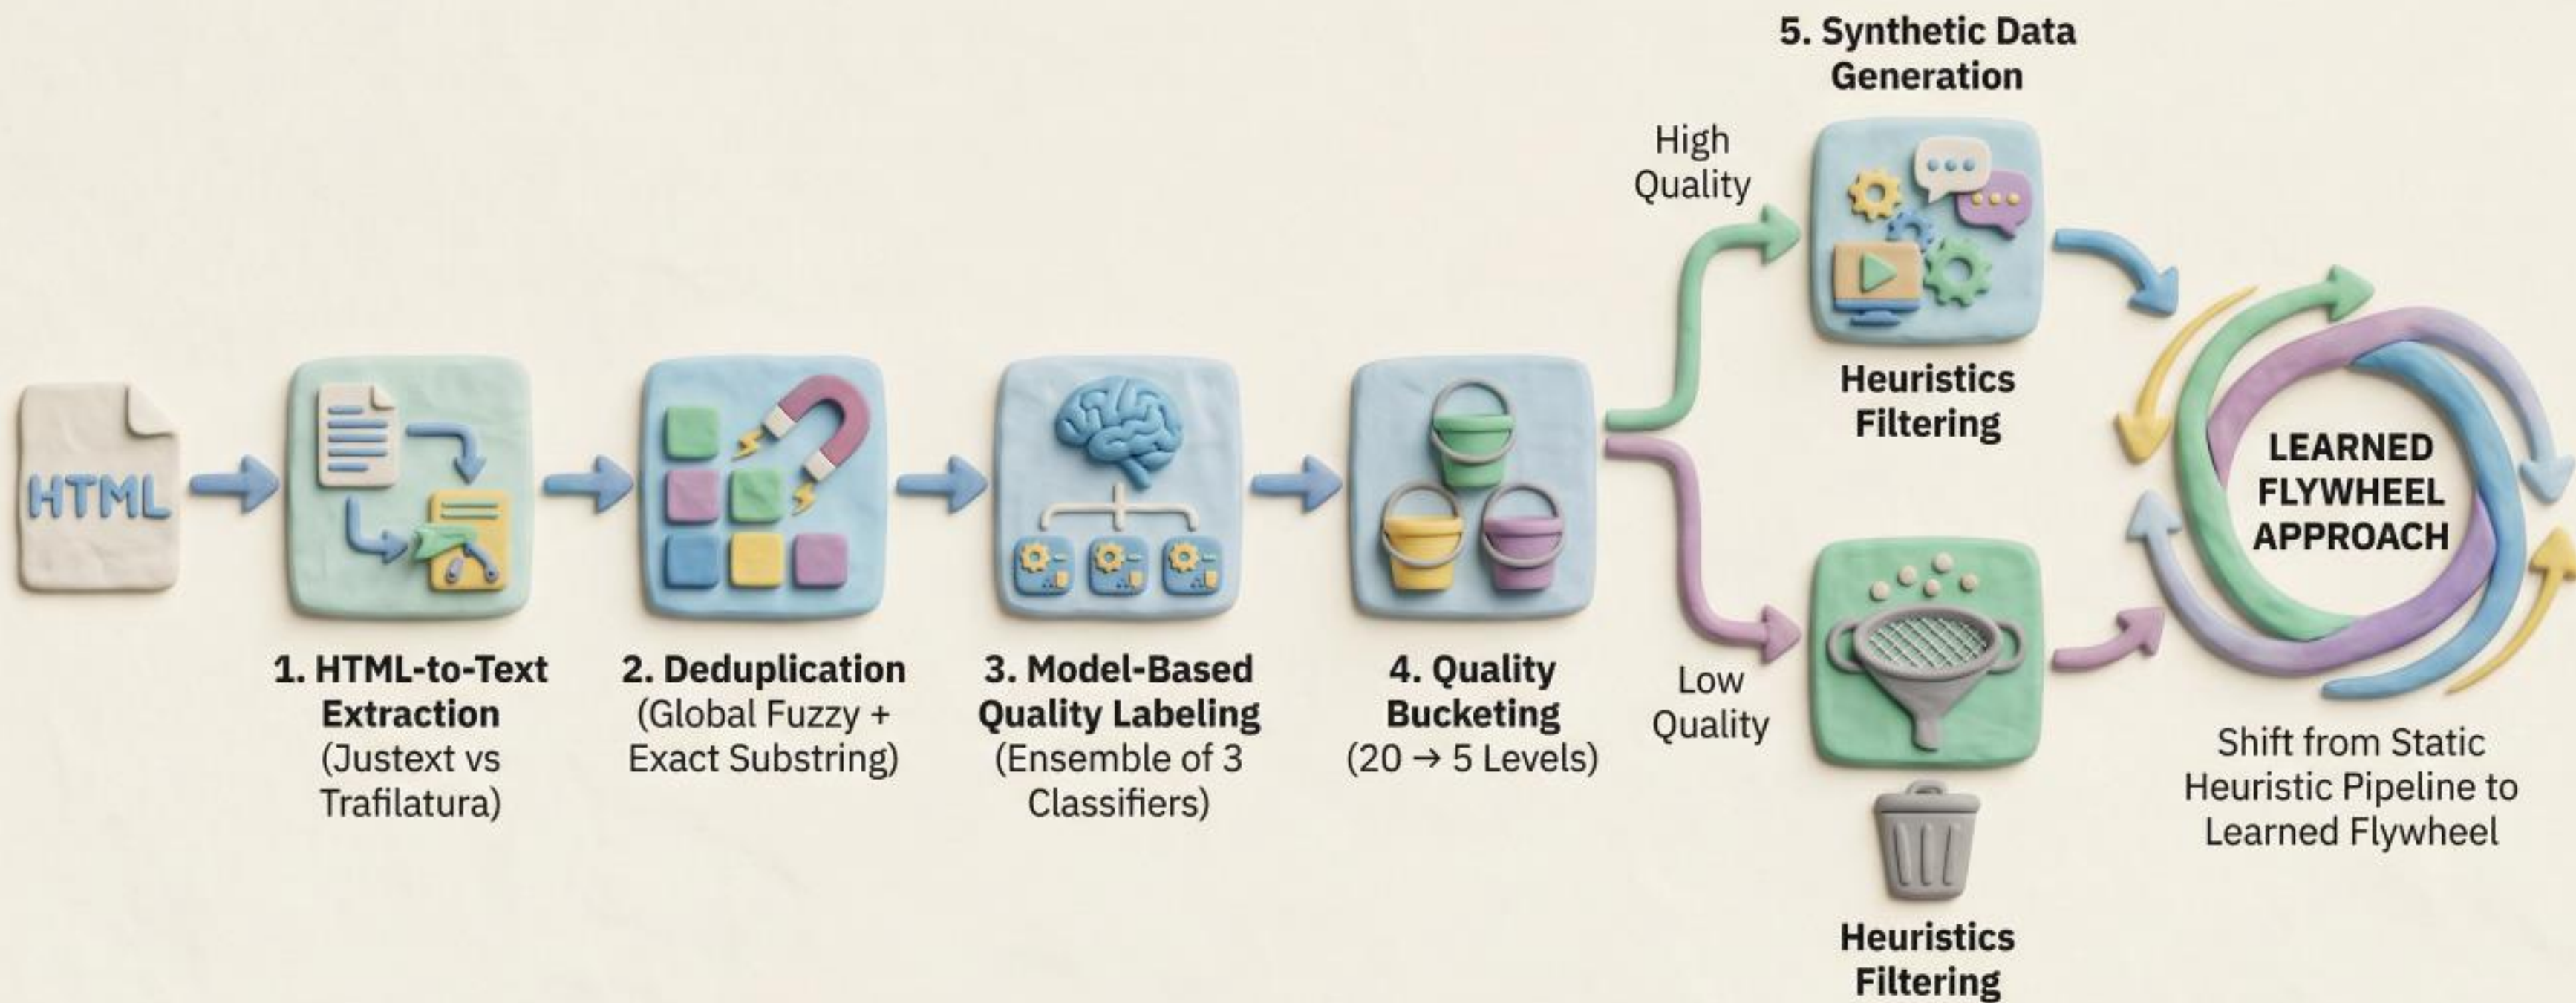 HTML
1. HTML-to-Text
Extraction
(Justext vs
Trafilatura)
2. Deduplication
(Global Fuzzy +
Exact Substring)
3. Model-Based
Quality Labeling
(Ensemble of 3
Classifiers)
4. Quality
Bucketing
(20 → 5 Levels)
High
Quality
5. Synthetic Data
Generation
Heuristics
Filtering
Low
Quality
Heuristics
Filtering
LEARNED
FLYWHEEL
APPROACH
Shift from Static
Heuristic Pipeline to
Learned Flywheel